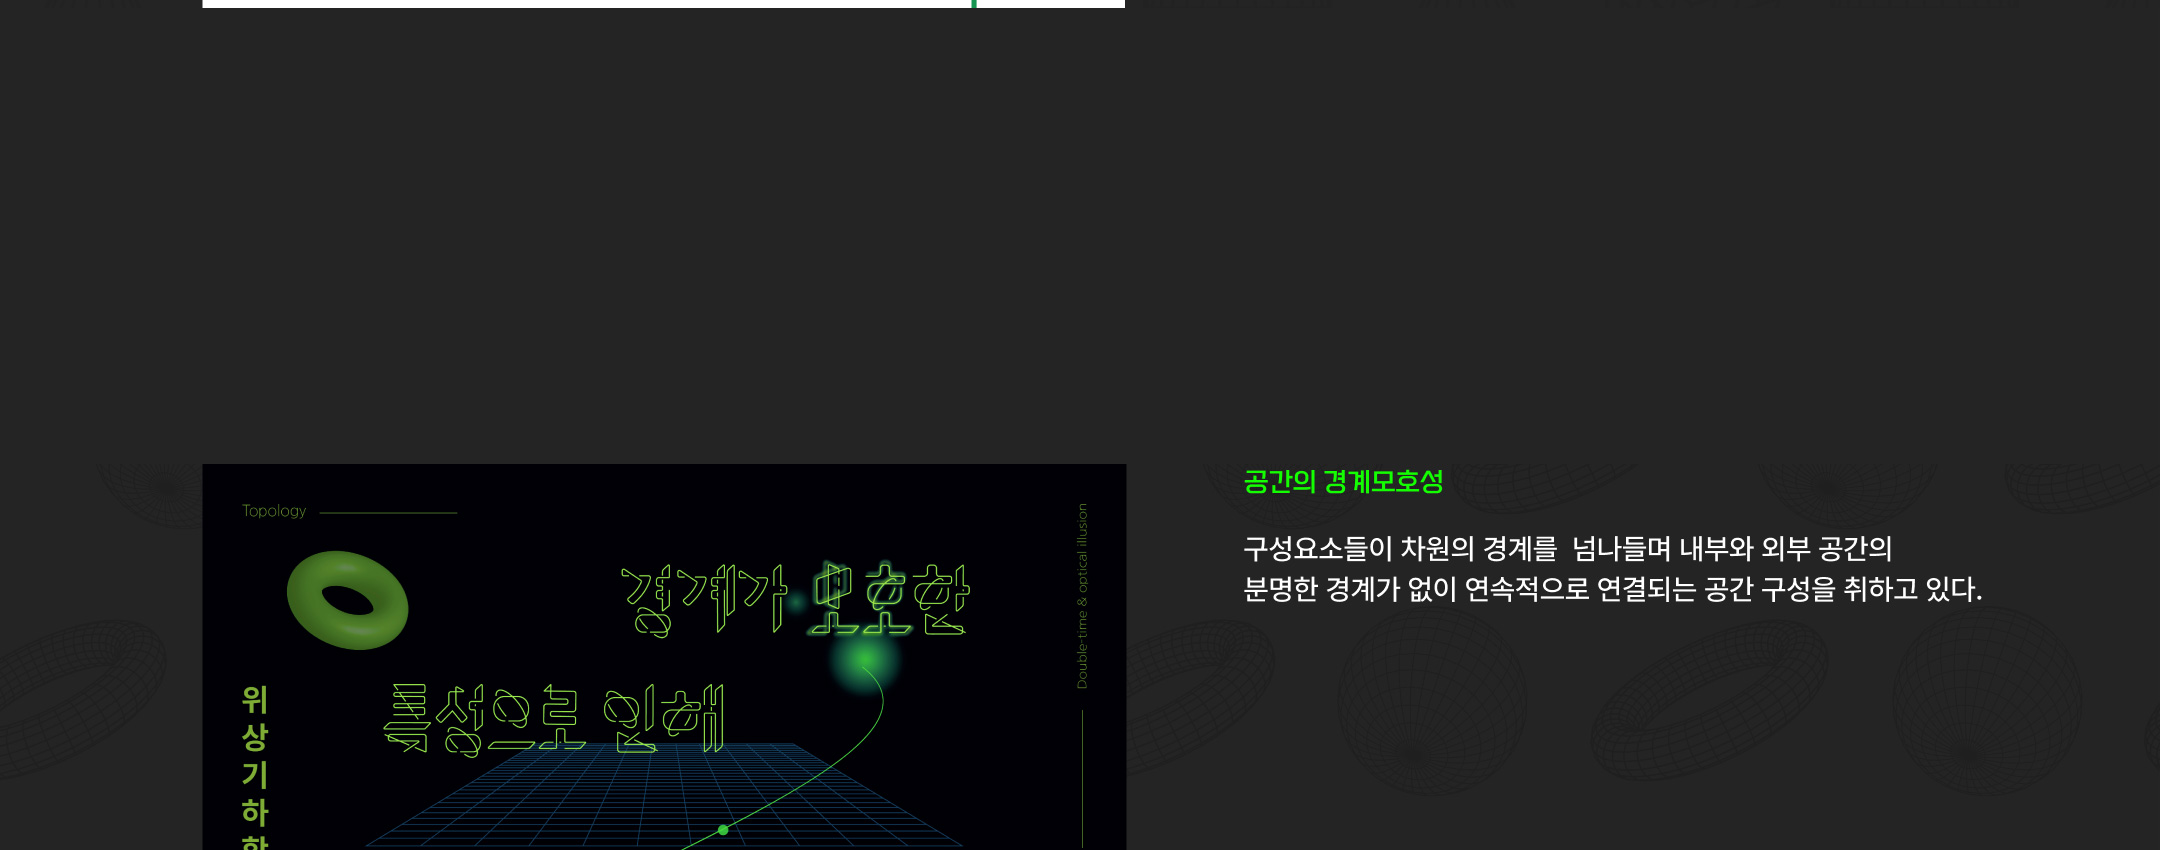 Topology
Double-time & optical illusion
경계가 모호한
특성으로 인해
위
상
기
하
학
공간의 경계모호성
구성요소들이 차원의 경계를 넘나들며 내부와 외부 공간의
분명한 경계가 없이 연속적으로 연결되는 공간 구성을 취하고 있다.